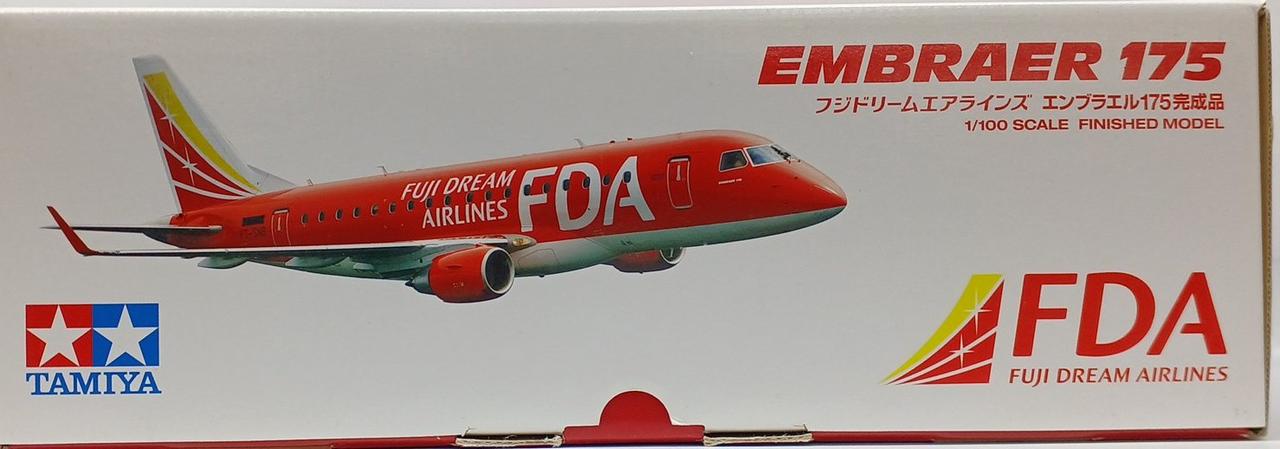 EMBRAER 175
フジドリームエアラインズ エンブラエル175完成品
1/100 SCALE FINISHED MODEL
FUJI DREAM
AIRLINES
FDA
TAMIYA
FDA
FUJI DREAM AIRLINES